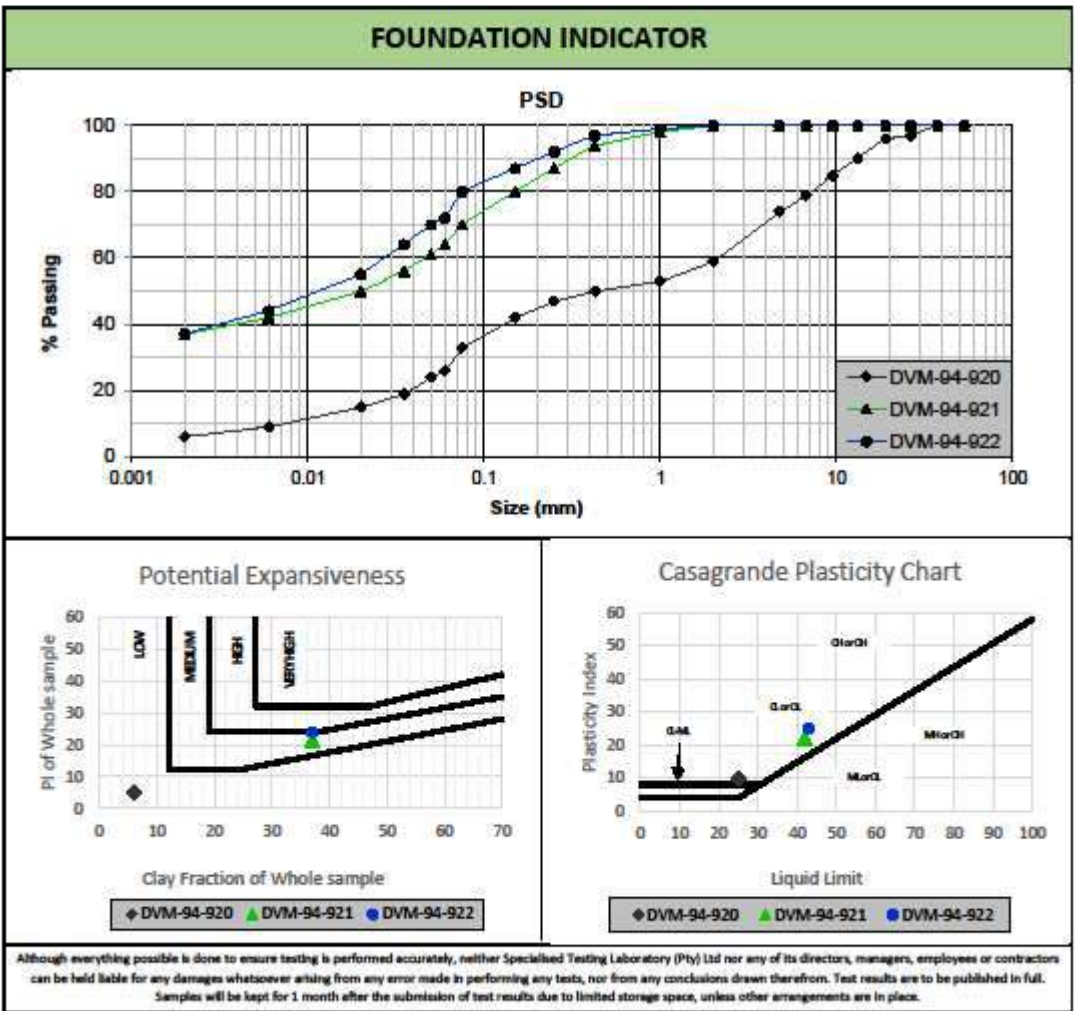 FOUNDATION INDICATOR
PSD
% Passing
100
80
60
40
20
0
0.001
0.01
0.1
1
10
100
Size (mm)
DVM-94-920
DVM-94-921
DVM-94-922
Potential Expansiveness
PI of Whole sample
60
50
40
30
20
10
0
LOW
MEDIUM
HIGH
VERY HIGH
0
10
20
30
40
50
60
70
Clay Fraction of Whole sample
DVM-94-920
DVM-94-921
DVM-94-922
Casagrande Plasticity Chart
Plasticity Index
60
50
40
30
20
10
0
0
10
20
30
40
50
60
70
80
90
100
Liquid Limit
DVM-94-920
DVM-94-921
DVM-94-922
Although everything possible is done to ensure testing is performed accurately, neither Specialised Testing Laboratory (Pty) Ltd nor any of its directors, managers, employees or contractors
can be held liable for any damages whatsoever arising from any error made in performing any tests, nor from any conclusions drawn therefrom. Test results are to be published in full.
Samples will be kept for 1 month after the submission of test results due to limited storage space, unless other arrangements are in place.